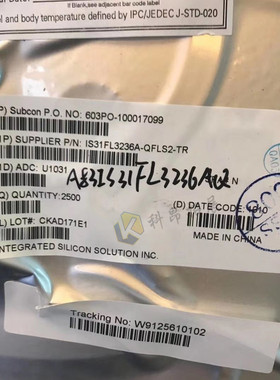 If Blank, see adjacent bar code label
l and body temperature defined by IPC/JEDEC J-STD-020
P) Subcon P.O. NO: 603PO-100017099
1P) SUPPLIER P/N: IS31FL3236A-QFLS2-TR
D) ADC: U1031
Q) QUANTITY: 2500
(D) DATE CODE: 1910
L) LOT#: CKAD171E1
MADE IN CHINA
INTEGRATED SILICON SOLUTION INC.
Tracking No: W9125610102